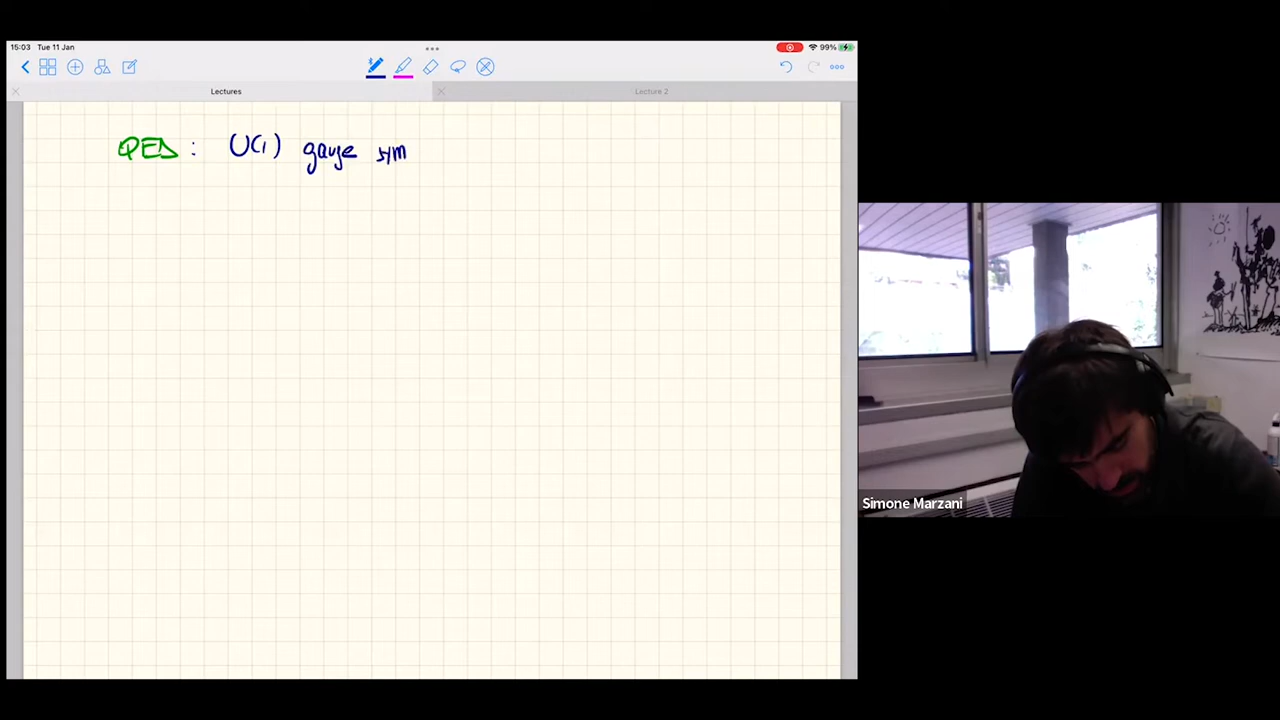 15:03 Tue 11 Jan
99%
Lectures
Lecture 2
QED : U(1) gauge sym
Simone Marzani